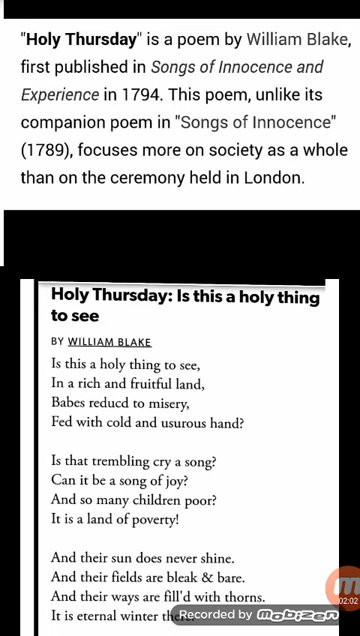 "Holy Thursday" is a poem by William Blake,
first published in Songs of Innocence and
Experience in 1794. This poem, unlike its
companion poem in "Songs of Innocence"
(1789), focuses more on society as a whole
than on the ceremony held in London.
Holy Thursday: Is this a holy thing
to see
BY WILLIAM BLAKE
Is this a holy thing to see,
In a rich and fruitful land,
Babes reducd to misery,
Fed with cold and usurous hand?
Is that trembling cry a song?
Can it be a song of joy?
And so many children poor?
It is a land of poverty!
And their sun does never shine.
And their fields are bleak & bare.
And their ways are fill'd with thorns.
It is eternal winter
M
02:02
Recorded by Mobizen